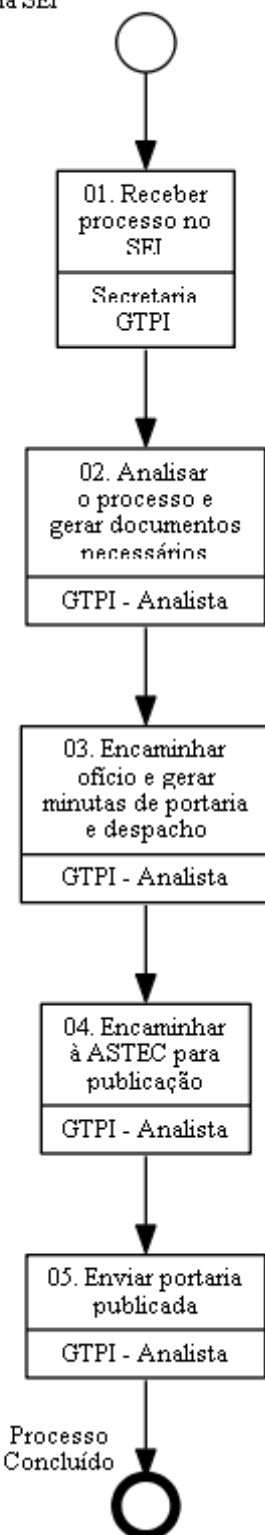 SEI
01. Receber
processo no
SEI
Secretaria
GTPI
02. Analisar
o processo e
gerar documentos
necessários
GTPI - Analista
03. Encaminhar
ofício e gerar
minutas de portaria
e despacho
GTPI - Analista
04. Encaminhar
à ASTEC para
publicação
GTPI - Analista
05. Enviar portaria
publicada
GTPI - Analista
Processo
Concluído